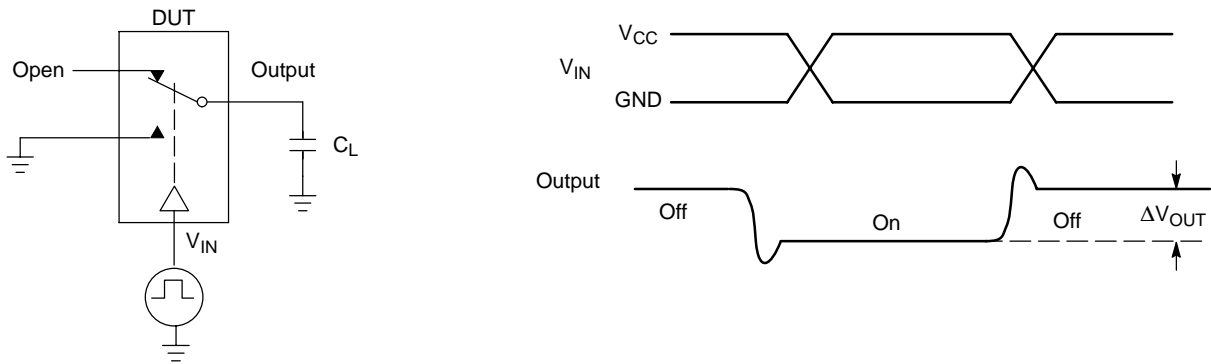 DUT
Open
Output
C_L
V_IN
V_CC
V_IN
GND
Output
Off
On
Off
ΔV_OUT